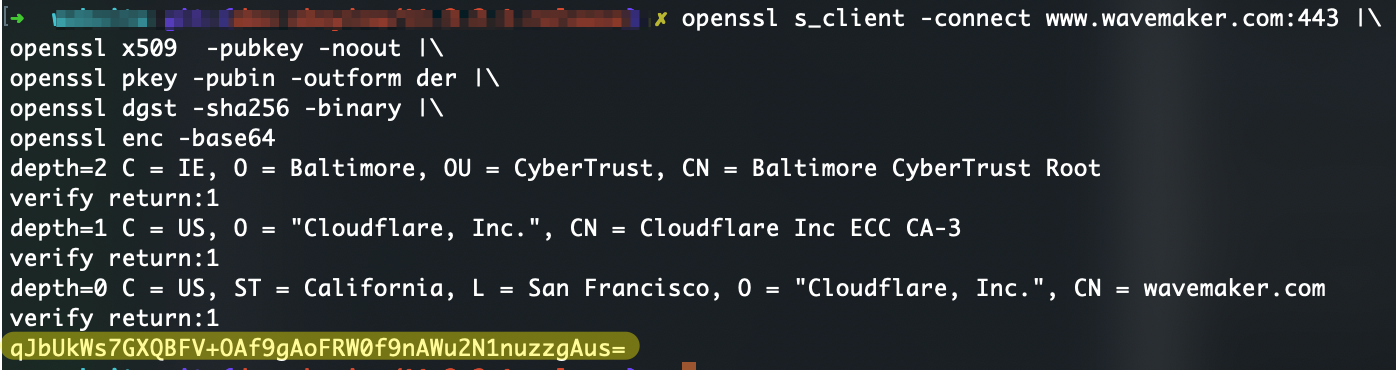 ➜ ✗ openssl s_client -connect www.wavemaker.com:443 |\
openssl x509  -pubkey -noout |\
openssl pkey -pubin -outform der |\
openssl dgst -sha256 -binary |\
openssl enc -base64
depth=2 C = IE, O = Baltimore, OU = CyberTrust, CN = Baltimore CyberTrust Root
verify return:1
depth=1 C = US, O = "Cloudflare, Inc.", CN = Cloudflare Inc ECC CA-3
verify return:1
depth=0 C = US, ST = California, L = San Francisco, O = "Cloudflare, Inc.", CN = wavemaker.com
verify return:1
qJbUkWs7GXQBFV+OAf9gAoFRW0f9nAWu2N1nuzzgAus=